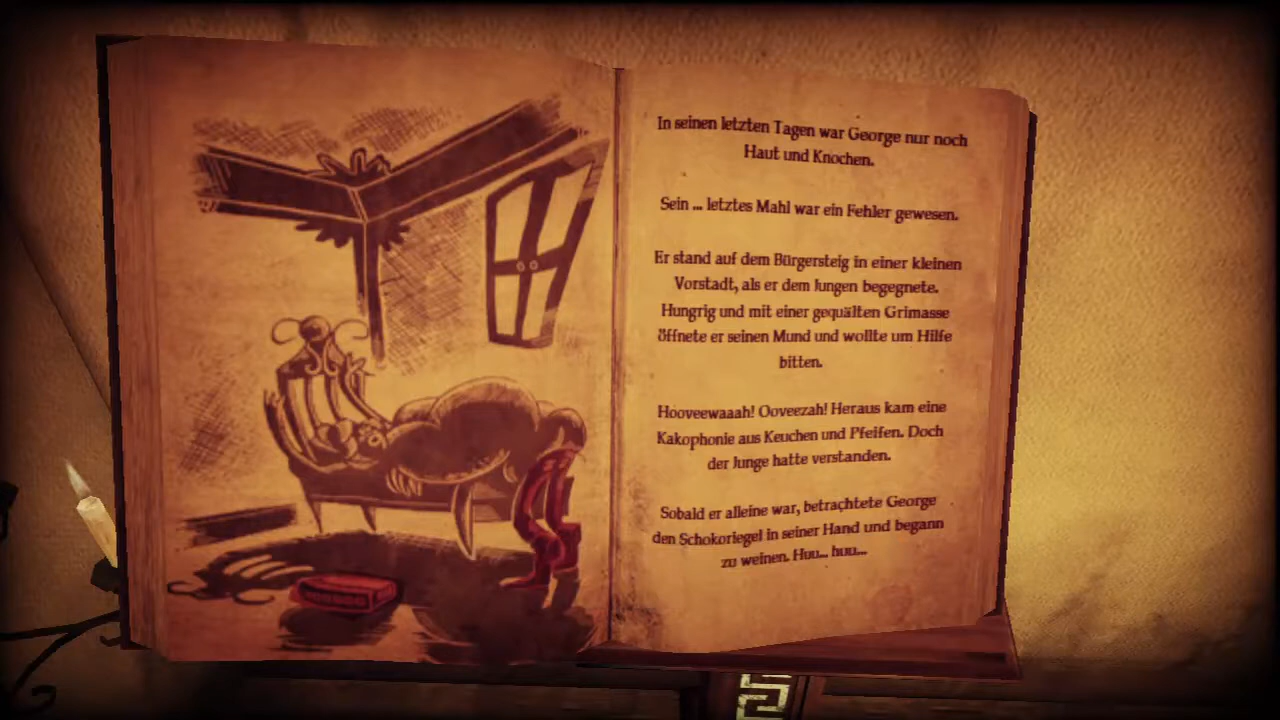 In seinen letzten Tagen war George nur noch
Haut und Knochen.
Sein ... letztes Mahl war ein Fehler gewesen.
Er stand auf dem Bürgersteig in einer kleinen
Vorstadt, als er dem Jungen begegnete.
Hungrig und mit einer gequälten Grimasse
öffnete er seinen Mund und wollte um Hilfe
bitten.
Hooveewaaah! Ooveezah! Heraus kam eine
Kakophonie aus Keuchen und Pfeifen. Doch
der Junge hatte verstanden.
Sobald er alleine war, betrachtete George
den Schokoriegel in seiner Hand und begann
zu weinen. Huu... huu...